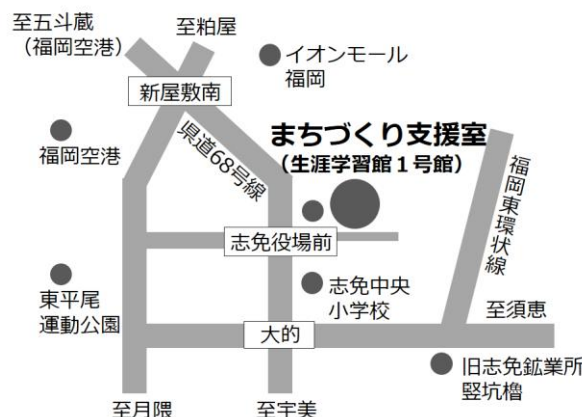 至五斗蔵
(福岡空港)
至粕屋
イオンモール
福岡
新屋敷南
福岡空港
県道68号線
まちづくり支援室
(生涯学習館1号館)
福岡東環状線
志免役場前
東平尾
運動公園
志免中央
小学校
至須恵
大的
旧志免鉱業所
竪坑櫓
至月隈
至宇美